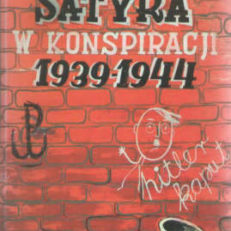 SATYRA
W KONSPIRACJI
1939-1944
hitler
kaput